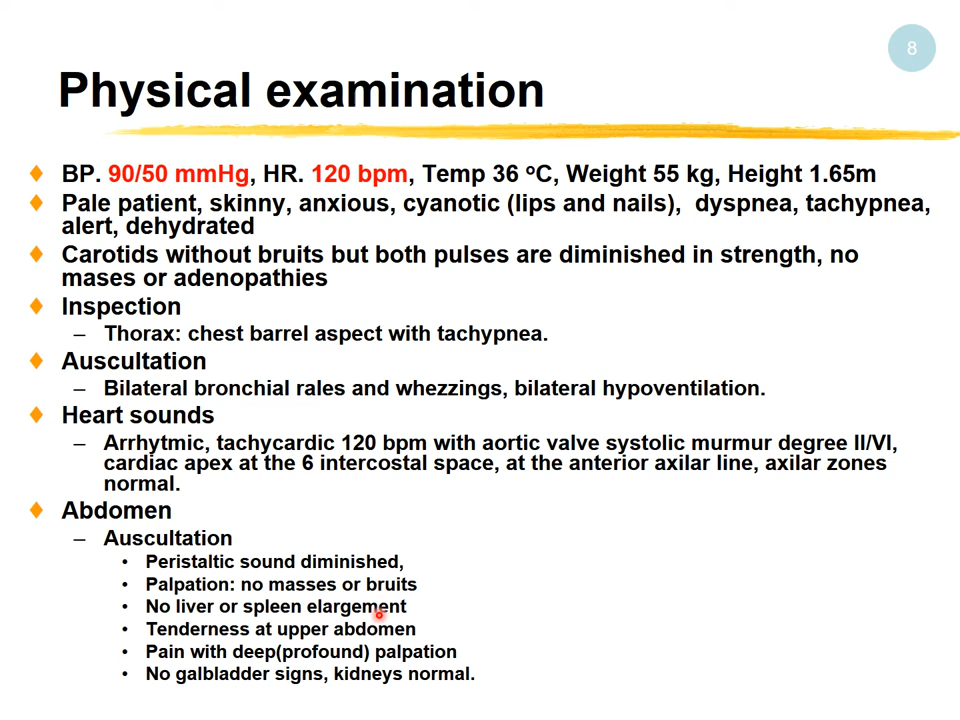 8
Physical examination
BP. 90/50 mmHg, HR. 120 bpm, Temp 36 ºC, Weight 55 kg, Height 1.65m
Pale patient, skinny, anxious, cyanotic (lips and nails), dyspnea, tachypnea,
alert, dehydrated
Carotids without bruits but both pulses are diminished in strength, no
mases or adenopathies
Inspection
– Thorax: chest barrel aspect with tachypnea.
Auscultation
– Bilateral bronchial rales and whezzings, bilateral hypoventilation.
Heart sounds
– Arrhytmic, tachycardic 120 bpm with aortic valve systolic murmur degree II/VI,
cardiac apex at the 6 intercostal space, at the anterior axilar line, axilar zones
normal.
Abdomen
– Auscultation
• Peristaltic sound diminished,
• Palpation: no masses or bruits
• No liver or spleen elargement
• Tenderness at upper abdomen
• Pain with deep(profound) palpation
• No galbladder signs, kidneys normal.